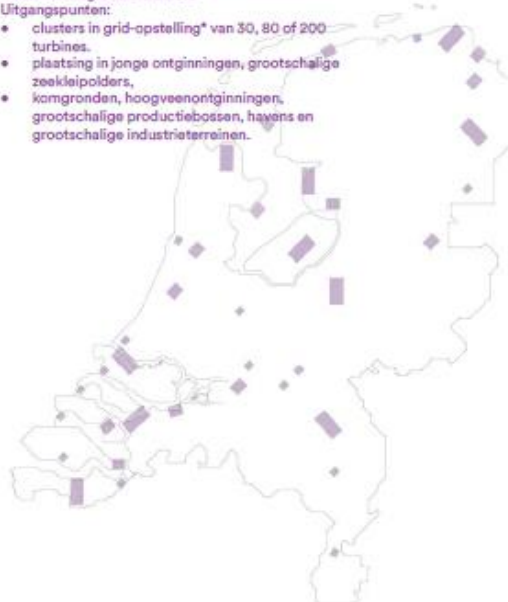 Uitgangspunten:
• clusters in grid-opstelling* van 30, 80 of 200
turbines.
• plaatsing in jonge ontginningen, grootschalige
zeekleipolders,
• komgronden, hoogveenontginningen,
grootschalige productiebossen, havens en
grootschalige industrieterreinen.